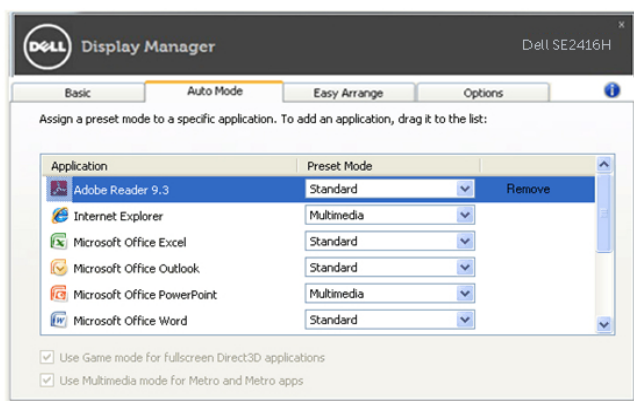 DELL Display Manager Dell SE2416H
Basic Auto Mode Easy Arrange Options
Assign a preset mode to a specific application. To add an application, drag it to the list:
Application Preset Mode
Adobe Reader 9.3 Standard Remove
Internet Explorer Multimedia
Microsoft Office Excel Standard
Microsoft Office Outlook Standard
Microsoft Office PowerPoint Multimedia
Microsoft Office Word Standard
Use Game mode for fullscreen Direct3D applications
Use Multimedia mode for Metro and Metro apps